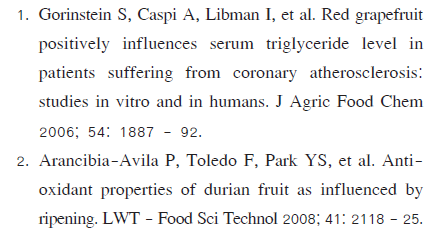 1. Gorinstein S, Caspi A, Libman I, et al. Red grapefruit
positively influences serum triglyceride level in
patients suffering from coronary atherosclerosis:
studies in vitro and in humans. J Agric Food Chem
2006; 54: 1887 - 92.
2. Arancibia-Avila P, Toledo F, Park YS, et al. Anti-
oxidant properties of durian fruit as influenced by
ripening. LWT - Food Sci Technol 2008; 41: 2118 - 25.